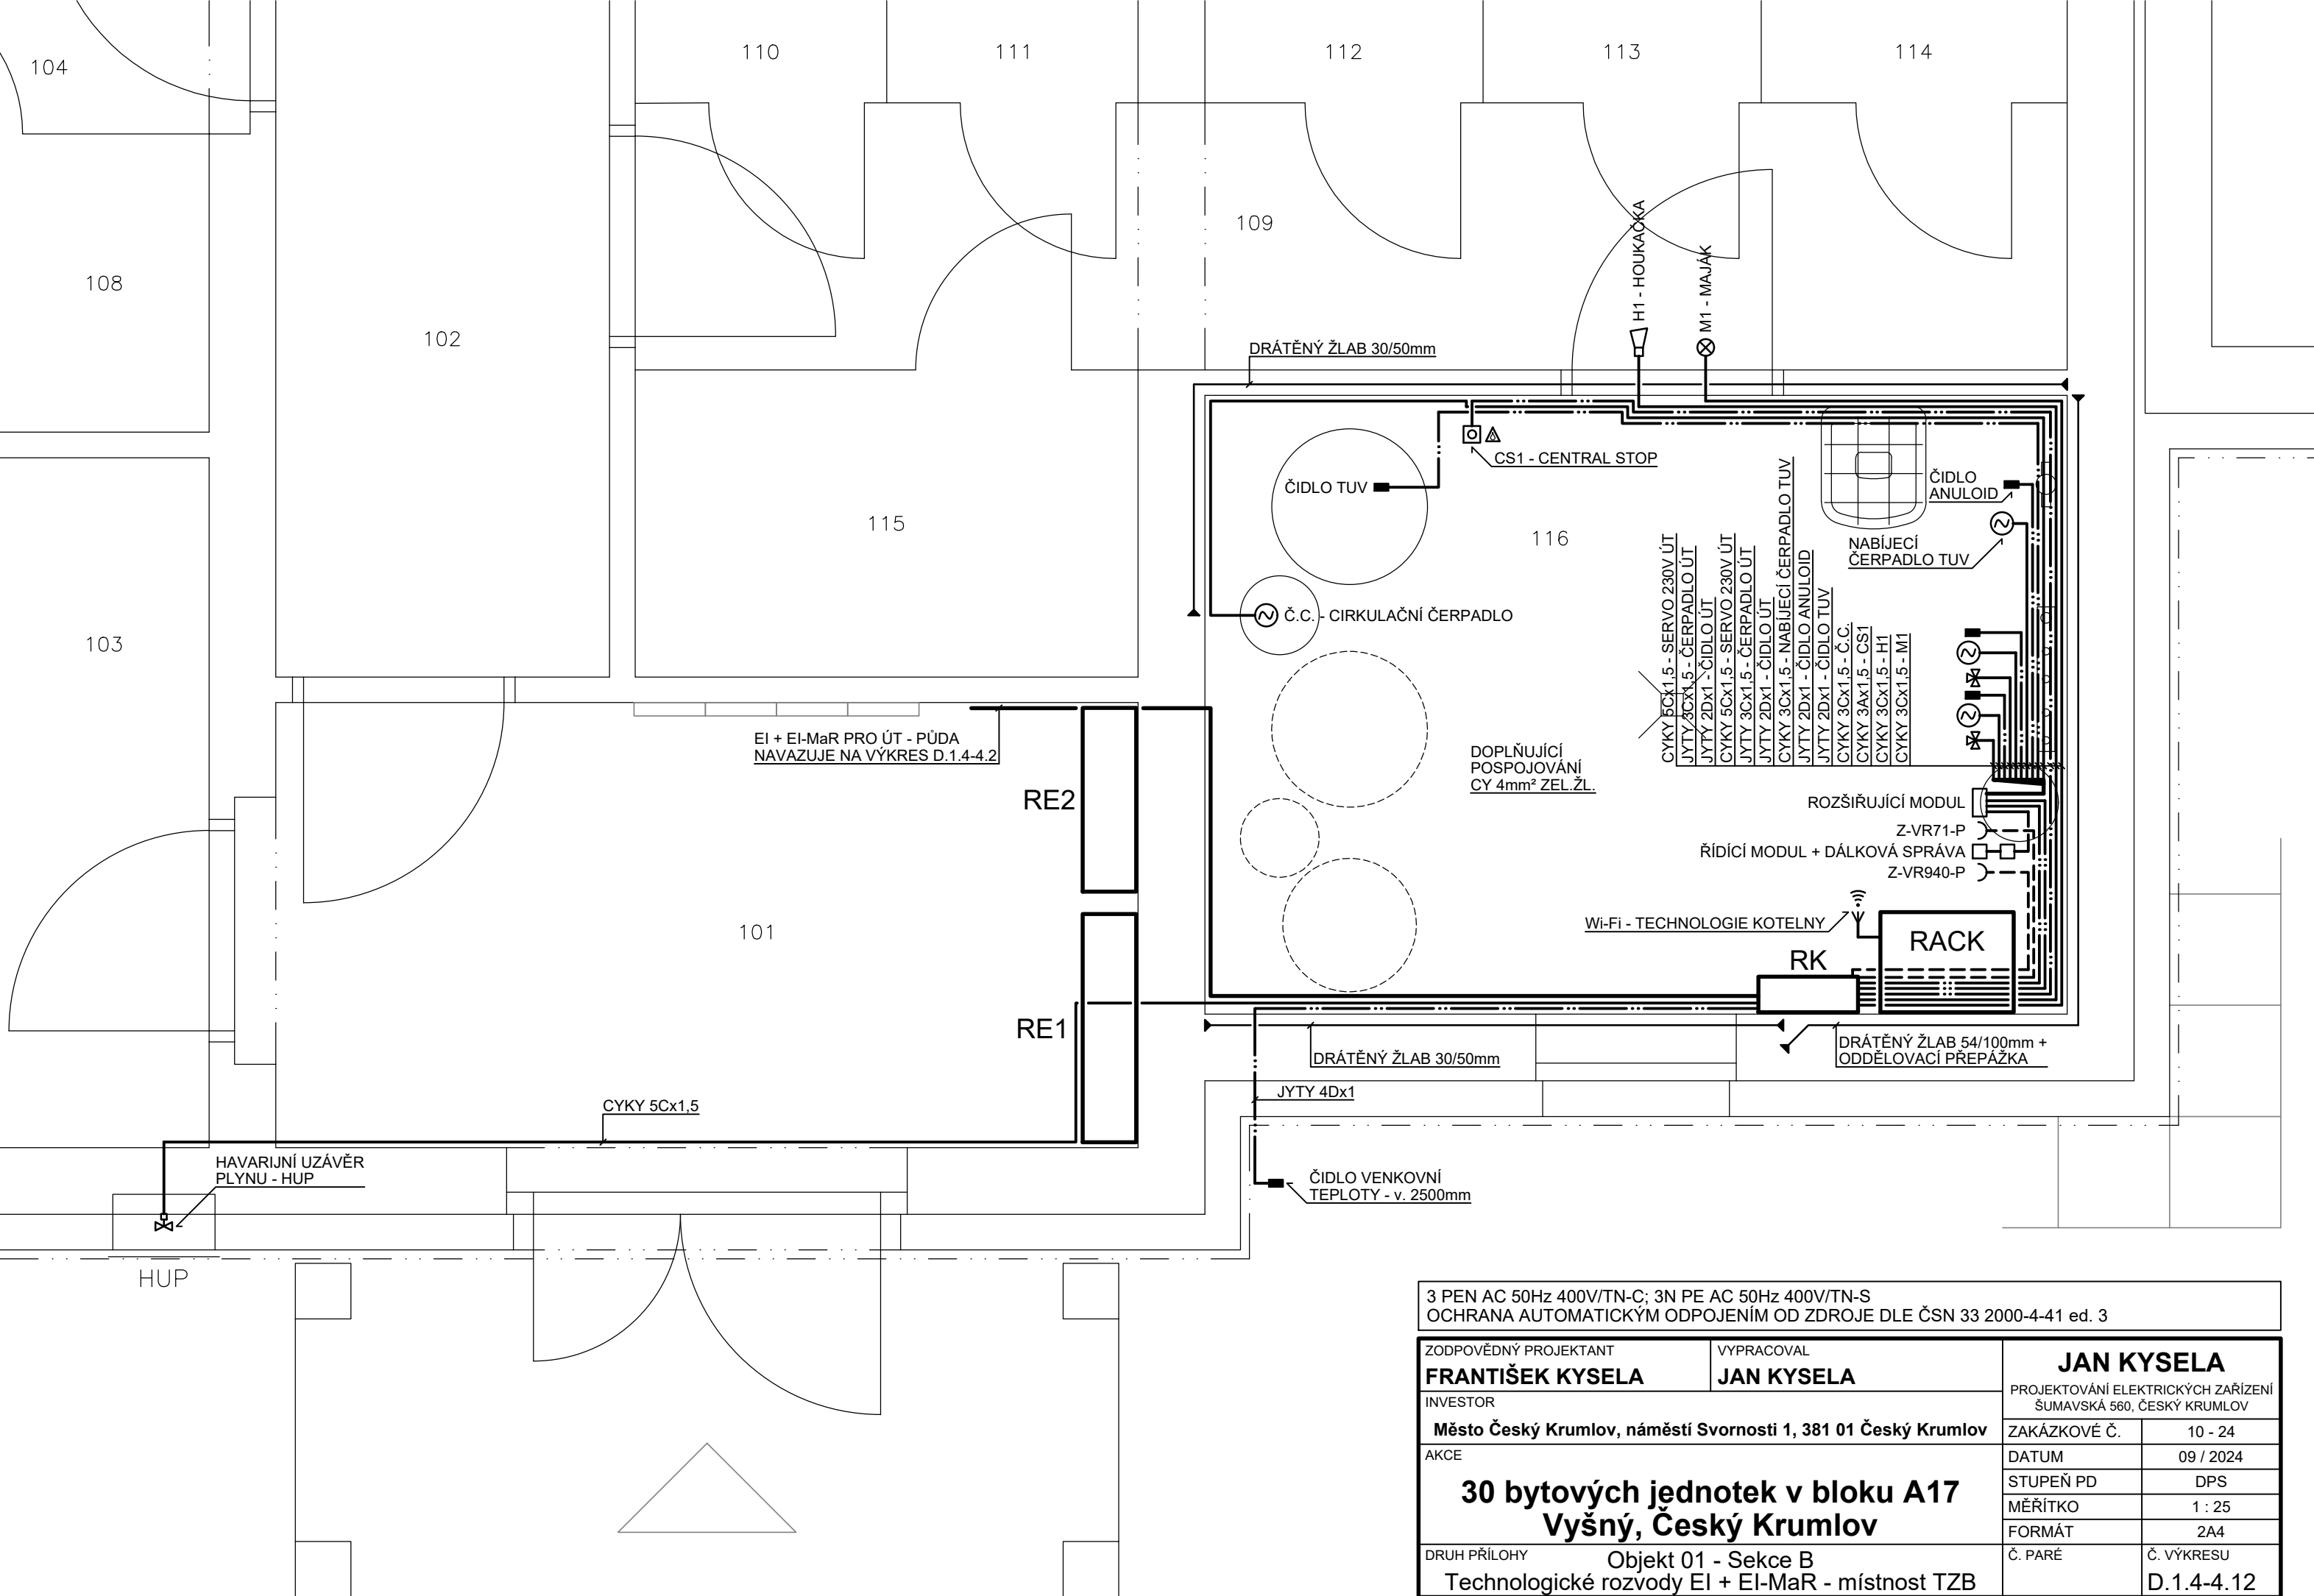 104
110
111
112
113
114
109
108
102
H1 - HOUKAČKA
M1 - MAJÁK
DRÁTĚNÝ ŽLAB 30/50mm
CS1 - CENTRAL STOP
ČIDLO TUV
ČIDLO
ANULOID
115
116
NABÍJECÍ
ČERPADLO TUV
Č.C. - CIRKULAČNÍ ČERPADLO
103
CYKY 5Cx1,5 - SERVO 230V ÚT
JYTY 3Cx1,5 - ČERPADLO ÚT
JYTY 2Dx1 - ČIDLO ÚT
CYKY 5Cx1,5 - SERVO 230V ÚT
JYTY 3Cx1,5 - ČERPADLO ÚT
JYTY 2Dx1 - ČIDLO ÚT
CYKY 3Cx1,5 - NABÍJECÍ ČERPADLO TUV
JYTY 2Dx1 - ČIDLO ANULOID
JYTY 2Dx1 - ČIDLO TUV
CYKY 3Cx1,5 - Č.C.
CYKY 3Ax1,5 - CS1
CYKY 3Cx1,5 - H1
CYKY 3Cx1,5 - M1
EI + EI-MaR PRO ÚT - PŮDA
NAVAZUJE NA VÝKRES D.1.4-4.2
DOPLŇUJÍCÍ
POSPOJOVÁNÍ
CY 4mm² ZEL.ŽL.
RE2
ROZŠIŘUJÍCÍ MODUL
Z-VR71-P
ŘÍDÍCÍ MODUL + DÁLKOVÁ SPRÁVA
Z-VR940-P
101
Wi-Fi - TECHNOLOGIE KOTELNY
RACK
RK
RE1
DRÁTĚNÝ ŽLAB 30/50mm
DRÁTĚNÝ ŽLAB 54/100mm +
ODDĚLOVACÍ PŘEPÁŽKA
JYTY 4Dx1
CYKY 5Cx1,5
HAVARIJNÍ UZÁVĚR
PLYNU - HUP
ČIDLO VENKOVNÍ
TEPLOTY - v. 2500mm
HUP
3 PEN AC 50Hz 400V/TN-C; 3N PE AC 50Hz 400V/TN-S
OCHRANA AUTOMATICKÝM ODPOJENÍM OD ZDROJE DLE ČSN 33 2000-4-41 ed. 3
ZODPOVĚDNÝ PROJEKTANT
FRANTIŠEK KYSELA
VYPRACOVAL
JAN KYSELA
JAN KYSELA
PROJEKTOVÁNÍ ELEKTRICKÝCH ZAŘÍZENÍ
ŠUMAVSKÁ 560, ČESKÝ KRUMLOV
INVESTOR
Město Český Krumlov, náměstí Svornosti 1, 381 01 Český Krumlov
ZAKÁZKOVÉ Č. 10 - 24
AKCE
30 bytových jednotek v bloku A17
Vyšný, Český Krumlov
DATUM 09 / 2024
STUPEŇ PD DPS
MĚŘÍTKO 1 : 25
FORMÁT 2A4
DRUH PŘÍLOHY
Objekt 01 - Sekce B
Technologické rozvody EI + EI-MaR - místnost TZB
Č. PARÉ
Č. VÝKRESU
D.1.4-4.12